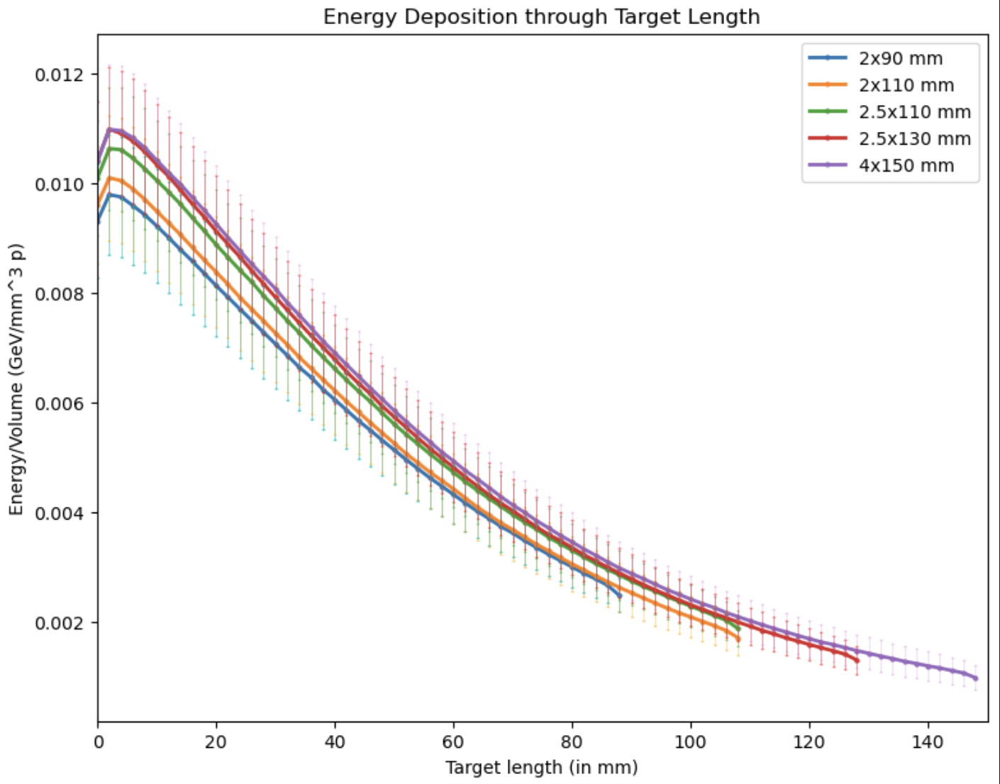 Energy Deposition through Target Length
2x90 mm
2x110 mm
2.5x110 mm
2.5x130 mm
4x150 mm
Energy/Volume (GeV/mm^3 p)
0.012
0.010
0.008
0.006
0.004
0.002
0 20 40 60 80 100 120 140
Target length (in mm)